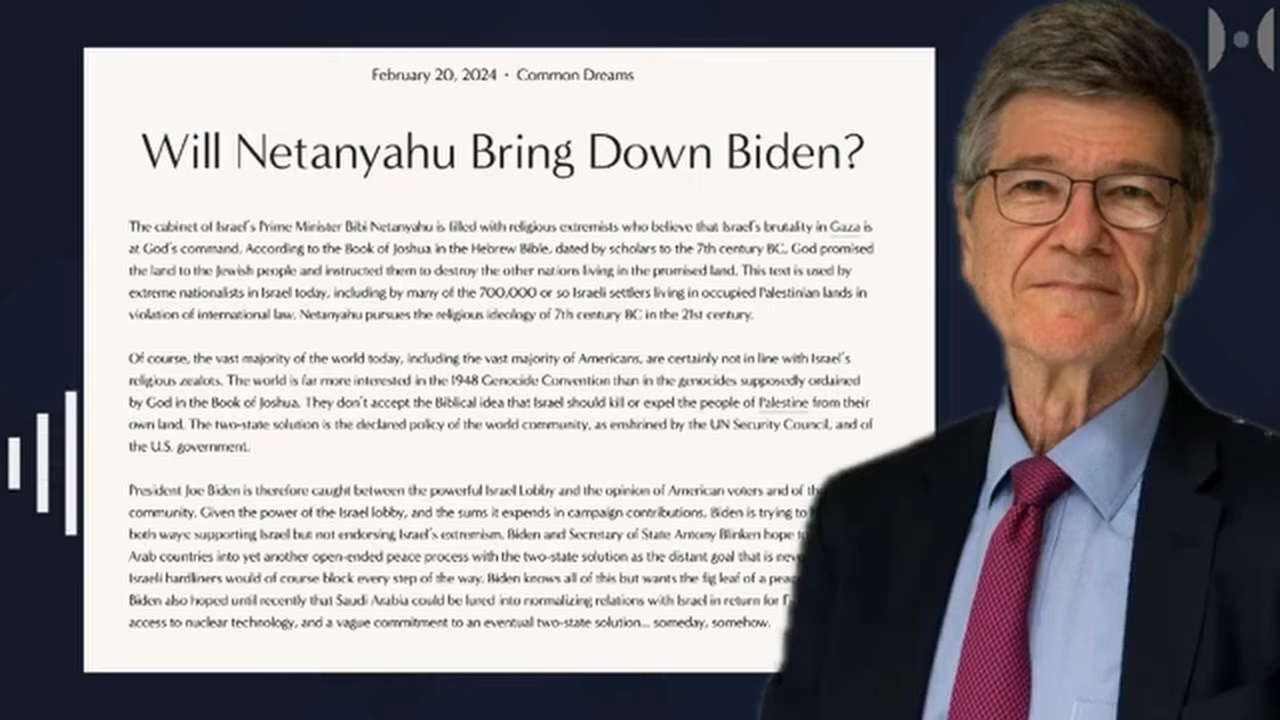 February 20, 2024 · Common Dreams
Will Netanyahu Bring Down Biden?
The cabinet of Israel's Prime Minister Bibi Netanyahu is filled with religious extremists who believe that Israel's brutality in Gaza is
at God's command. According to the Book of Joshua in the Hebrew Bible, dated by scholars to the 7th century BC, God promised
the land to the Jewish people and instructed them to destroy the other nations living in the promised land. This text is used by
extreme nationalists in Israel today, including by many of the 700,000 or so Israeli settlers living in occupied Palestinian lands in
violation of international law. Netanyahu pursues the religious ideology of 7th century BC in the 21st century.
Of course, the vast majority of the world today, including the vast majority of Americans, are certainly not in line with Israel's
religious zealots. The world is far more interested in the 1948 Genocide Convention than in the genocides supposedly ordained
by God in the Book of Joshua. They don't accept the Biblical idea that Israel should kill or expel the people of Palestine from their
own land. The two-state solution is the declared policy of the world community, as enshrined by the UN Security Council, and of
the U.S. government.
President Joe Biden is therefore caught between the powerful Israel Lobby and the opinion of American voters and of
community. Given the power of the Israel lobby, and the sums it expends in campaign contributions, Biden is trying to
both ways: supporting Israel but not endorsing Israel's extremism. Biden and Secretary of State Antony Blinken hope
Arab countries into yet another open-ended peace process with the two-state solution as the distant goal that is
Israeli hardliners would of course block every step of the way. Biden knows all of this but wants the fig leaf of a
Biden also hoped until recently that Saudi Arabia could be lured into normalizing relations with Israel in return for
access to nuclear technology, and a vague commitment to an eventual two-state solution... someday, somehow.